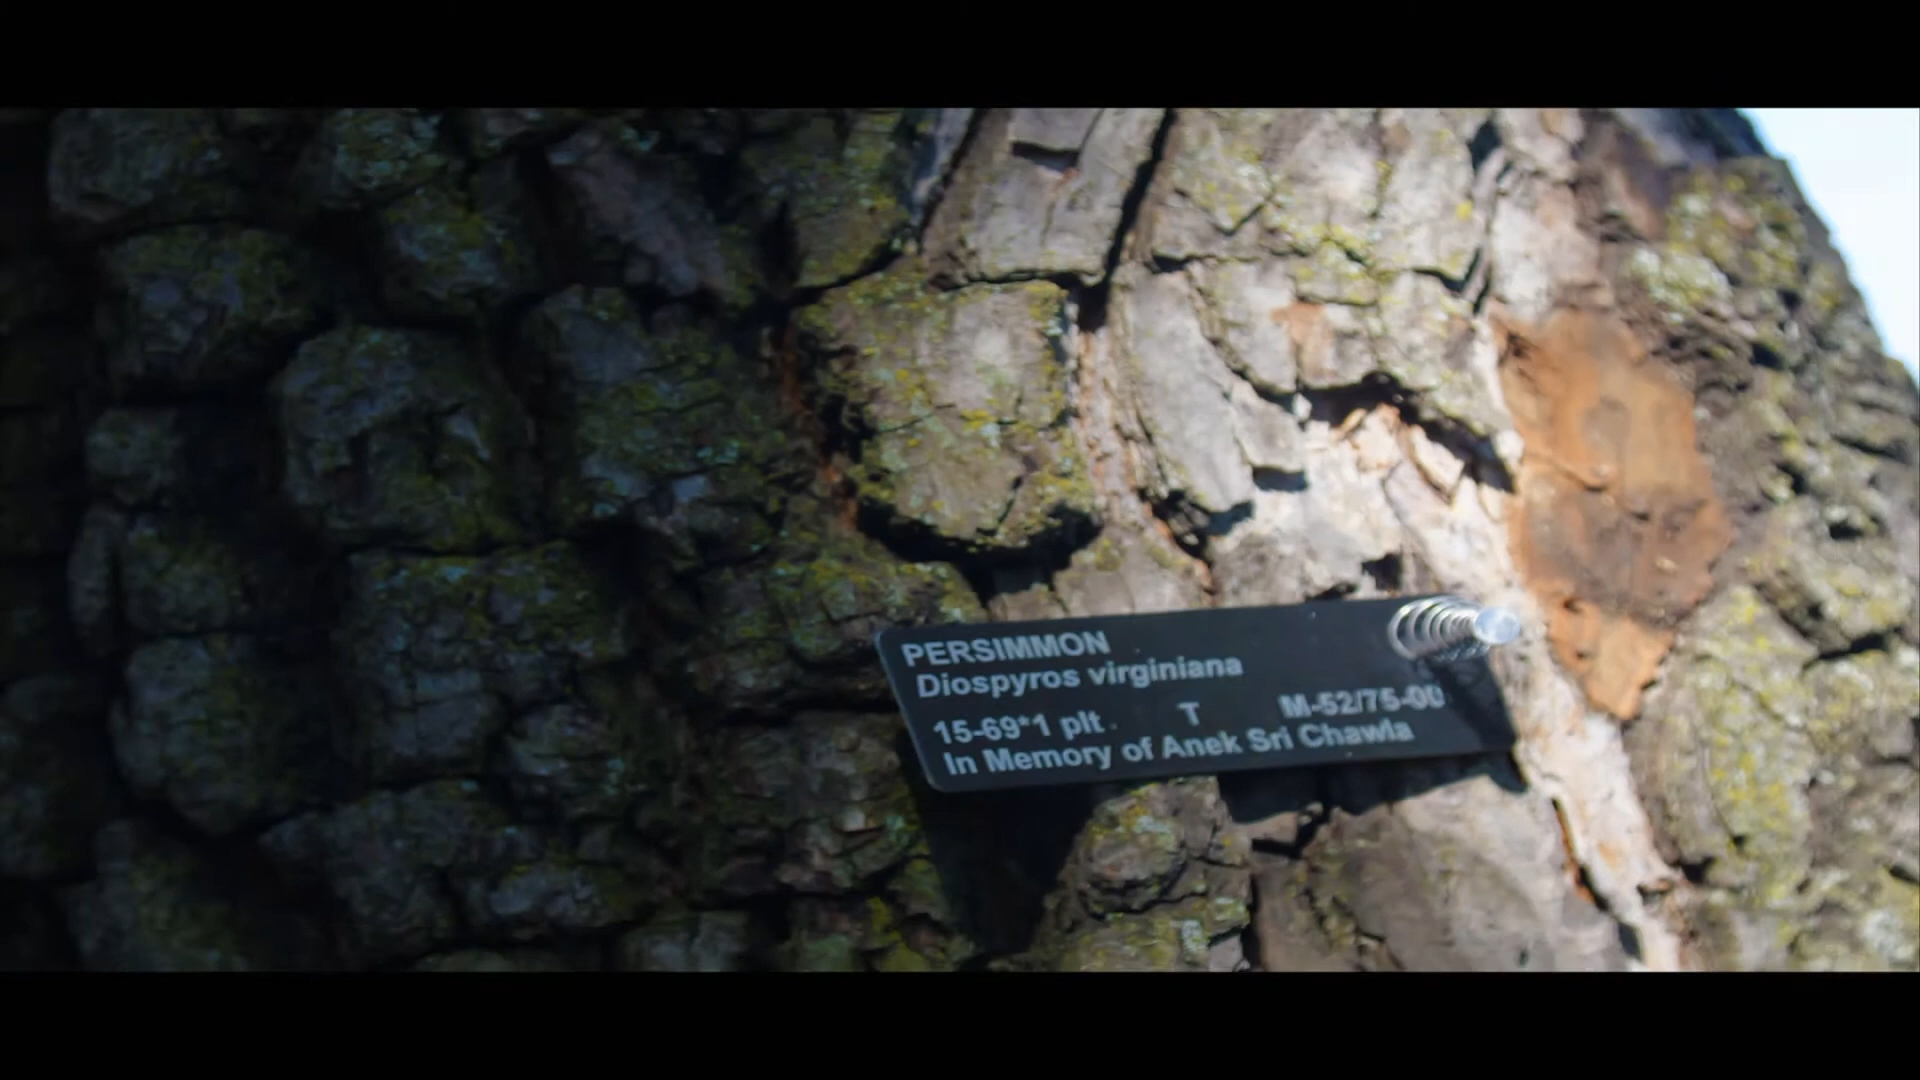 PERSIMMON
Diospyros virginiana
15-69*1 plt. T M-52/75-00
In Memory of Anek Sri Chawla